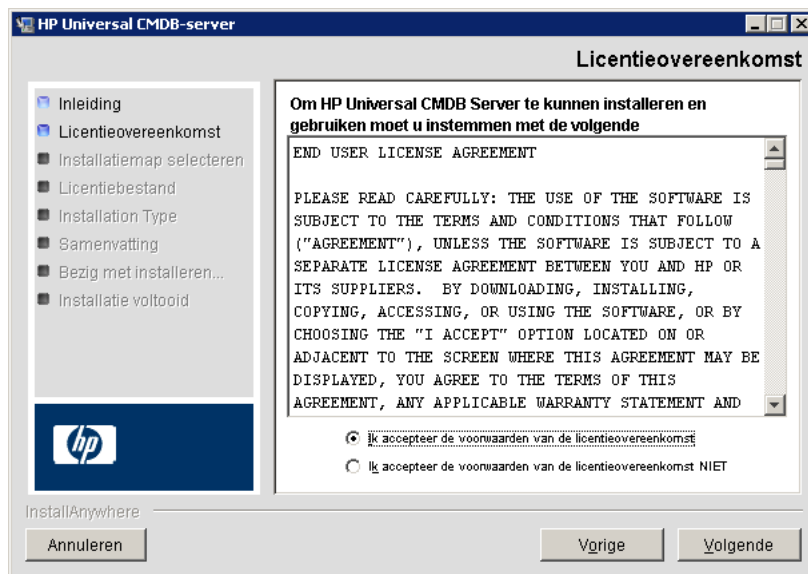 HP Universal CMDB-server
Licentieovereenkomst
Inleiding
Licentieovereenkomst
Installatiemap selecteren
Licentiebestand
Installation Type
Samenvatting
Bezig met installeren...
Installatie voltooid
hp
Om HP Universal CMDB Server te kunnen installeren en
gebruiken moet u instemmen met de volgende
END USER LICENSE AGREEMENT
PLEASE READ CAREFULLY: THE USE OF THE SOFTWARE IS
SUBJECT TO THE TERMS AND CONDITIONS THAT FOLLOW
("AGREEMENT"), UNLESS THE SOFTWARE IS SUBJECT TO A
SEPARATE LICENSE AGREEMENT BETWEEN YOU AND HP OR
ITS SUPPLIERS.  BY DOWNLOADING, INSTALLING,
COPYING, ACCESSING, OR USING THE SOFTWARE, OR BY
CHOOSING THE "I ACCEPT" OPTION LOCATED ON OR
ADJACENT TO THE SCREEN WHERE THIS AGREEMENT MAY BE
DISPLAYED, YOU AGREE TO THE TERMS OF THIS
AGREEMENT, ANY APPLICABLE WARRANTY STATEMENT AND
Ik accepteer de voorwaarden van de licentieovereenkomst
Ik accepteer de voorwaarden van de licentieovereenkomst NIET
InstallAnywhere
Annuleren
Vorige
Volgende